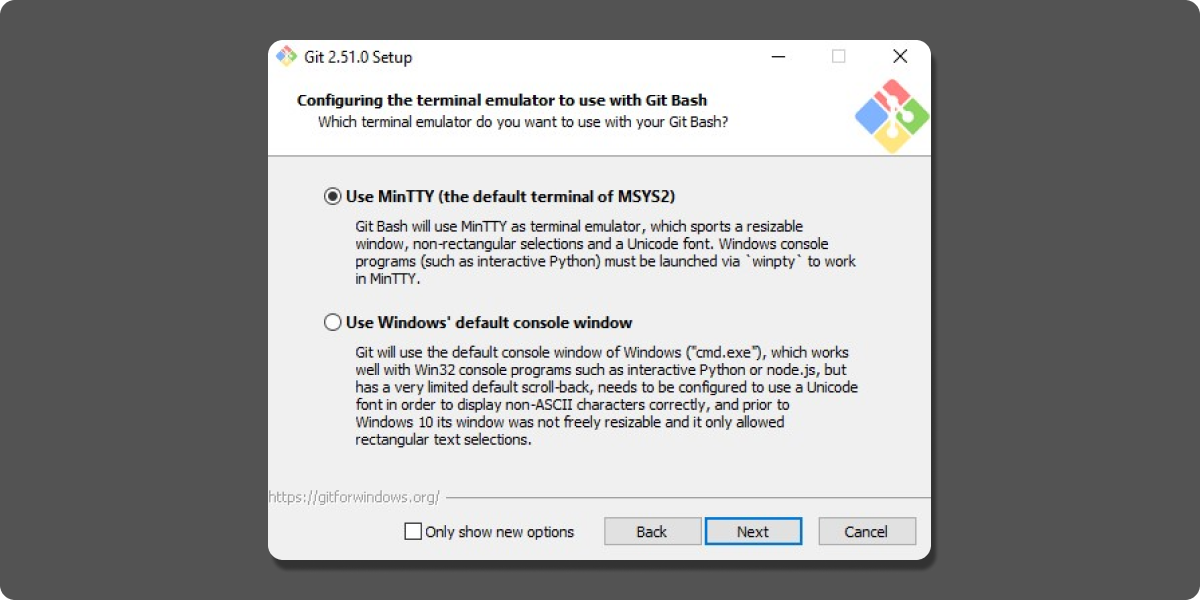 Git 2.51.0 Setup
Configuring the terminal emulator to use with Git Bash
Which terminal emulator do you want to use with your Git Bash?
Use MinTTY (the default terminal of MSYS2)
Git Bash will use MinTTY as terminal emulator, which sports a resizable
window, non-rectangular selections and a Unicode font. Windows console
programs (such as interactive Python) must be launched via `winpty` to work
in MinTTY.
Use Windows' default console window
Git will use the default console window of Windows ("cmd.exe"), which works
well with Win32 console programs such as interactive Python or node.js, but
has a very limited default scroll-back, needs to be configured to use a Unicode
font in order to display non-ASCII characters correctly, and prior to
Windows 10 its window was not freely resizable and it only allowed
rectangular text selections.
https://gitforwindows.org/
Only show new options
Back
Next
Cancel